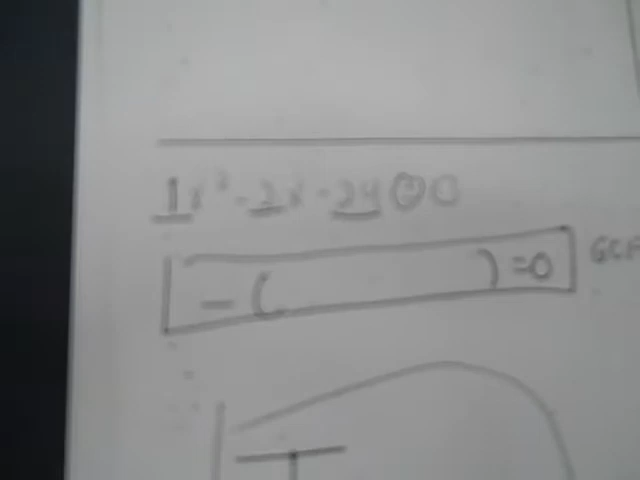 1x² - 2x - 24 = 0
- (          ) = 0
GCF